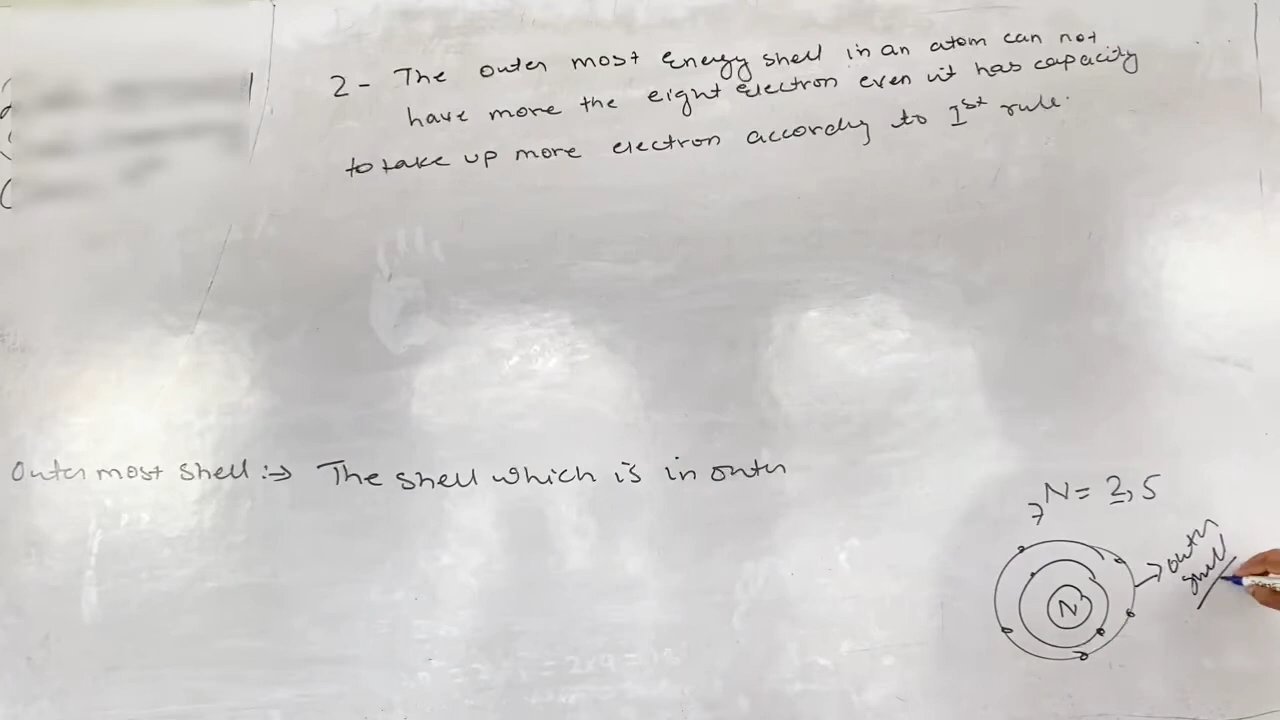 2- The outer most energy shell in an atom can not
have more the eight electron even it has capacity
to take up more electron accordy to Ist rule.
Outer most shell :→ The shell which is in outer
7N = 2, 5
N
→ outer
shell